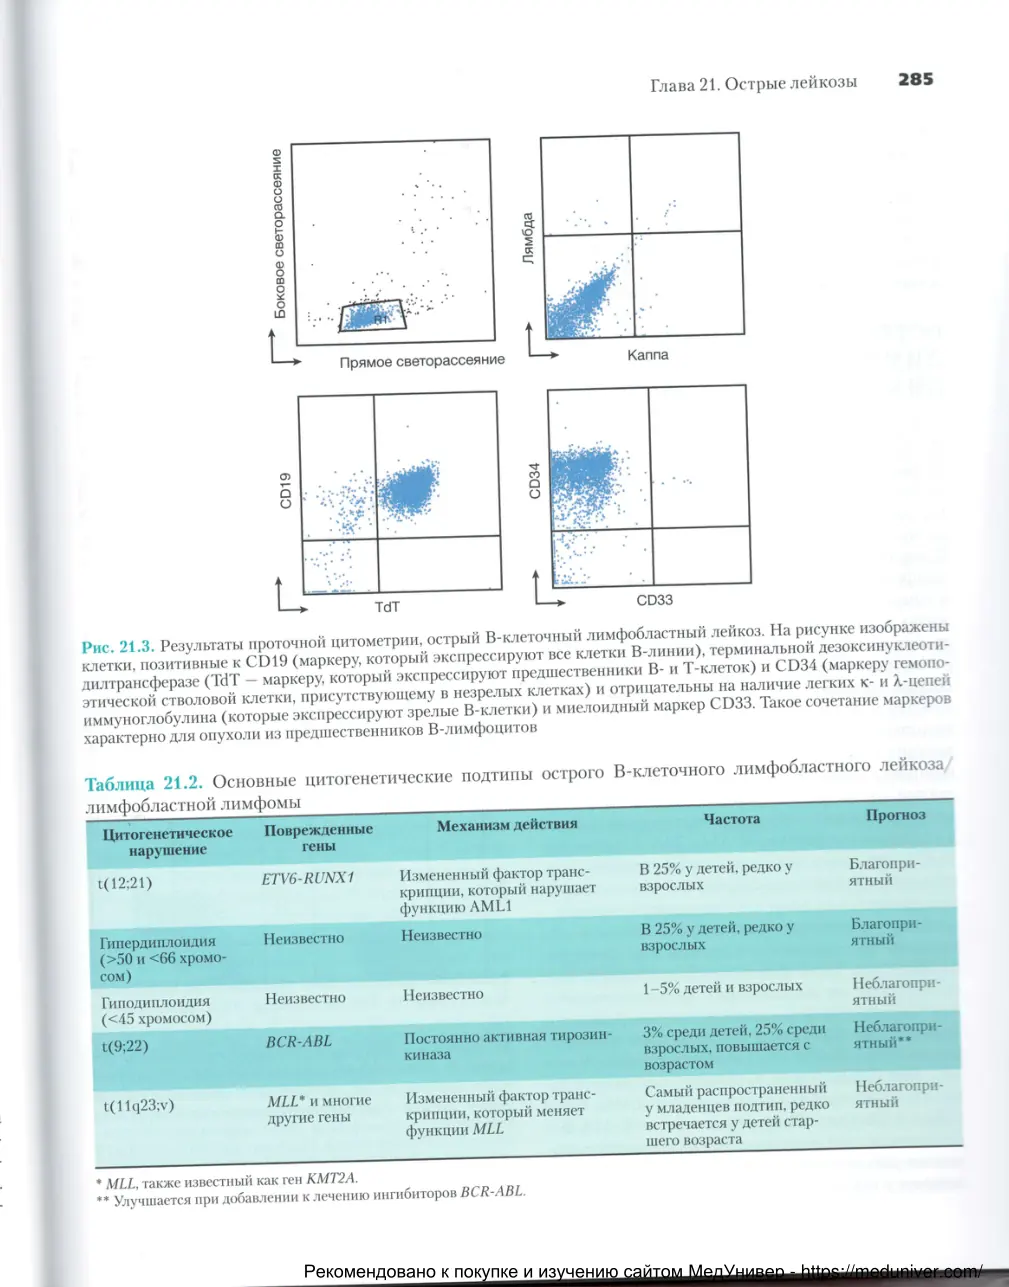 Глава 21. Острые лейкозы 285
Боковое светорассеяние
Прямое светорассеяние
R1
Лямбда
Каппа
CD19
TdT
CD34
CD33
Рис. 21.3. Результаты проточной цитометрии, острый В-клеточный лимфобластный лейкоз. На рисунке изображены
клетки, позитивные к CD19 (маркеру, который экспрессируют все клетки В-линии), терминальной дезоксинуклеоти-
дилтрансферазе (TdT — маркеру, который экспрессируют предшественники В- и Т-клеток) и CD34 (маркеру гемопо-
этической стволовой клетки, присутствующему в незрелых клетках) и отрицательны на наличие легких κ- и λ-цепей
иммуноглобулина (которые экспрессируют зрелые В-клетки) и миелоидный маркер CD33. Такое сочетание маркеров
характерно для опухоли из предшественников В-лимфоцитов
Таблица 21.2. Основные цитогенетические подтипы острого В-клеточного лимфобластного лейкоза/
лимфобластной лимфомы
Цитогенетическое
нарушение
Поврежденные
гены
Механизм действия
Частота
Прогноз
t(12;21)
ETV6-RUNX1
Измененный фактор транс-
крипции, который нарушает
функцию AML1
В 25% у детей, редко у
взрослых
Благопри-
ятный
Гипердиплоидия
(>50 и <66 хромо-
сом)
Неизвестно
Неизвестно
В 25% у детей, редко у
взрослых
Благопри-
ятный
Гиподиплоидия
(<45 хромосом)
Неизвестно
Неизвестно
1–5% детей и взрослых
Неблагопри-
ятный
t(9;22)
BCR-ABL
Постоянно активная тирозин-
киназа
3% среди детей, 25% среди
взрослых, повышается с
возрастом
Неблагопри-
ятный**
t(11q23;v)
MLL* и многие
другие гены
Измененный фактор транс-
крипции, который меняет
функции MLL
Самый распространенный
у младенцев подтип, редко
встречается у детей стар-
шего возраста
Неблагопри-
ятный
* MLL, также известный как ген KMT2A.
** Улучшается при добавлении к лечению ингибиторов BCR-ABL.
Рекомендовано к покупке и изучению сайтом МедУнивер - https://meduniver.com/